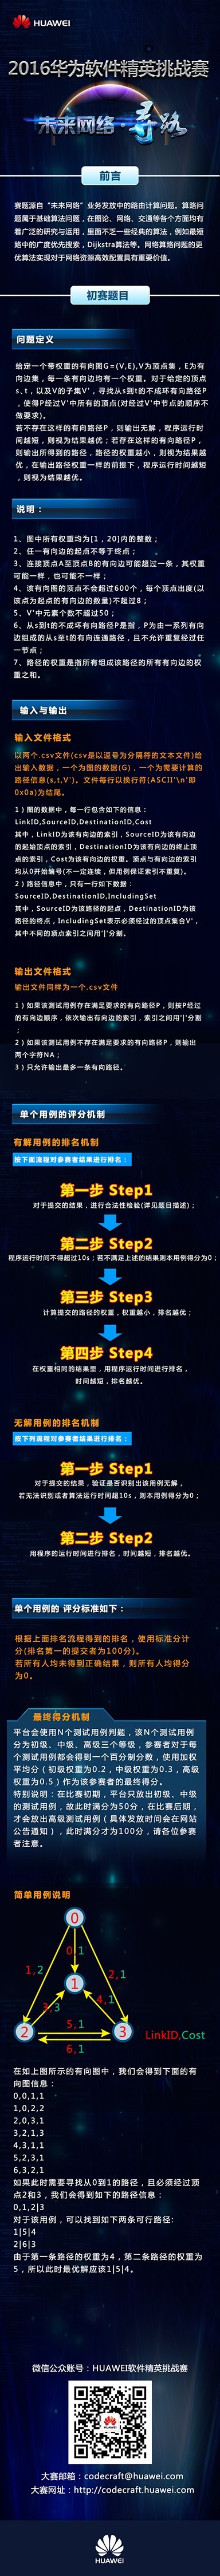 HUAWEI
2016华为软件精英挑战赛
未来网络·寻路
前言
赛题源自“未来网络”业务发放中的路由计算问题。算路问
题属于基础算法问题，在图论、网络、交通等各个方面均有
着广泛的研究与运用，里面不乏一些经典的算法，例如最短
路中的广度优先搜索，Dijkstra算法等。网络算路问题的更
优算法实现对于网络资源高效配置具有重要价值。
初赛题目
问题定义
给定一个带权重的有向图G=(V,E),V为顶点集，E为有
向边集，每一条有向边均有一个权重。对于给定的顶点
s、t，以及V的子集V'，寻找从s到t的不成环有向路径P
，使得P经过V'中所有的顶点(对经过V'中节点的顺序不
做要求)。
若不存在这样的有向路径P，则输出无解，程序运行时
间越短，则视为结果越优；若存在这样的有向路径P，
则输出所得到的路径，路径的权重越小，则视为结果越
优，在输出路径权重一样的前提下，程序运行时间越短
，则视为结果越优。
说明：
1、图中所有权重均为[1，20]内的整数；
2、任一有向边的起点不等于终点；
3、连接顶点A至顶点B的有向边可能超过一条，其权重
可能一样，也可能不一样；
4、该有向图的顶点不会超过600个，每个顶点出度(以
该点为起点的有向边的数量)不超过8；
5、V'中元素个数不超过50；
6、从s到t的不成环有向路径P是指，P为由一系列有向
边组成的从s至t的有向连通路径，且不允许重复经过任
一节点；
7、路径的权重是指所有组成该路径的所有有向边的权
重之和。
输入与输出
输入文件格式
以两个.csv文件(csv是以逗号为分隔符的文本文件)给
出输入数据，一个为图的数据(G)，一个为需要计算的
路径信息(s,t,V')。文件每行以换行符(ASCII'\n'即
0x0a)为结尾。
1）图的数据中，每一行包含如下的信息：
LinkID,SourceID,DestinationID,Cost
其中，LinkID为该有向边的索引，SourceID为该有向边
的起始顶点的索引，DestinationID为该有向边的终止顶
点的索引，Cost为该有向边的权重。顶点与有向边的索引
均从0开始编号(不一定连续，但用例保证索引不重复)。
2）路径信息中，只有一行如下数据：
SourceID,DestinationID,IncludingSet
其中，SourceID为该路径的起点，DestinationID为该
路径的终点，IncludingSet表示必须经过的顶点集合V'，
其中不同的顶点索引之间用'|'分割。
输出文件格式
输出文件同样为一个.csv文件
1）如果该测试用例存在满足要求的有向路径P，则按P经过
的有向边顺序，依次输出有向边的索引，索引之间用'|'分割
；
2）如果该测试用例不存在满足要求的有向路径P，则输出
两个字符NA；
3）只允许输出最多一条有向路径。
单个用例的评分机制
有解用例的排名机制
按下面流程对参赛者结果进行排名：
第一步 Step1
对于提交的结果，进行合法性检验(详见题目描述)；
第二步 Step2
程序运行时间不得超过10s；若不满足上述的结果则本用例得分为0；
第三步 Step3
计算提交的路径的权重，权重越小，排名越优；
第四步 Step4
在权重相同的结果里，用程序运行时间进行排名，
时间越短，排名越优。
无解用例的排名机制
按下列流程对参赛者结果进行排名：
第一步 Step1
对于提交的结果，验证是否识别出该用例无解，
若无法识别或者算法运行时间超10s，则本用例得分为0；
第二步 Step2
用程序的运行时间进行排名，时间越短，排名越优。
单个用例的 评分标准如下：
根据上面排名流程得到的排名，使用标准分计
分(排名第一的提交者为100分)。
若所有人均未得到正确结果，则所有人均得分
为0。
最终得分机制
平台会使用N个测试用例判题，该N个测试用例
分为初级、中级、高级三个等级，参赛者对于每
个测试用例都会得到一个百分制分数，使用加权
平均分（初级权重为0.2，中级权重为0.3，高级
权重为0.5）作为该参赛者的最终得分。
特别说明：在比赛初期，平台只放出初级、中级
的测试用例，故此时满分为50分，在比赛后期，
才会放出高级测试用例（具体发放时间会在网站
公告通知），此时满分才为100分，请各位参赛
者注意。
简单用例说明
0
0,1
1,2
2,1
1
3,3
4,1
2
5,1
3
6,1
LinkID,Cost
在如上图所示的有向图中，我们会得到下面的有
向图信息：
0,0,1,1
1,0,2,2
2,0,3,1
3,2,1,3
4,3,1,1
5,2,3,1
6,3,2,1
如果此时需要寻找从0到1的路径，且必须经过顶
点2和3，我们会得到如下的路径信息：
0,1,2|3
对于该用例，可以找到如下两条可行路径:
1|5|4
2|6|3
由于第一条路径的权重为4，第二条路径的权重为
5，所以此时最优解应该1|5|4。
微信公众账号：HUAWEI软件精英挑战赛
大赛邮箱：codecraft@huawei.com
大赛网址：http://codecraft.huawei.com
HUAWEI